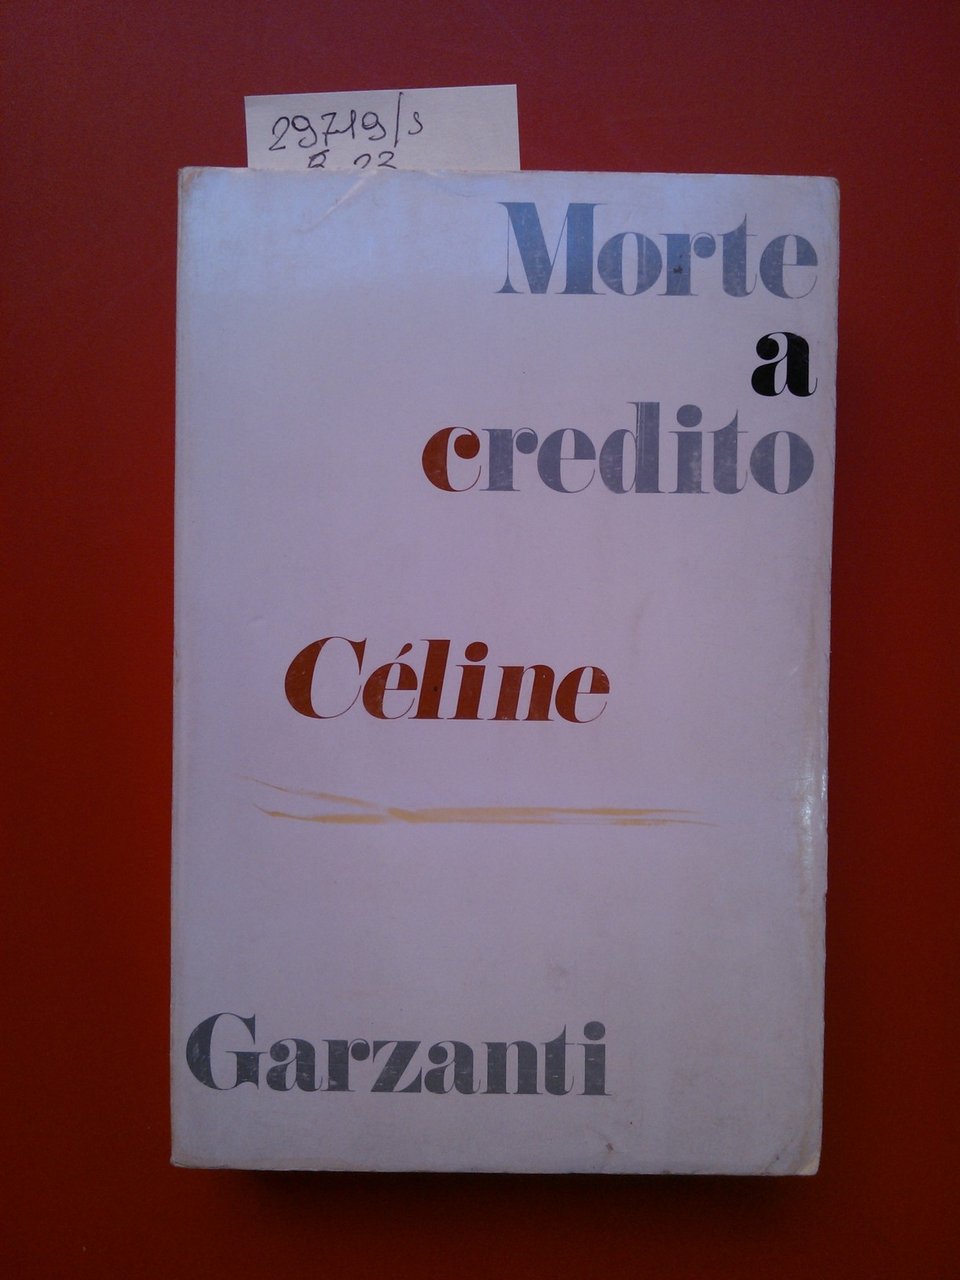 29719/s
Morte
a
credito
Céline
Garzanti